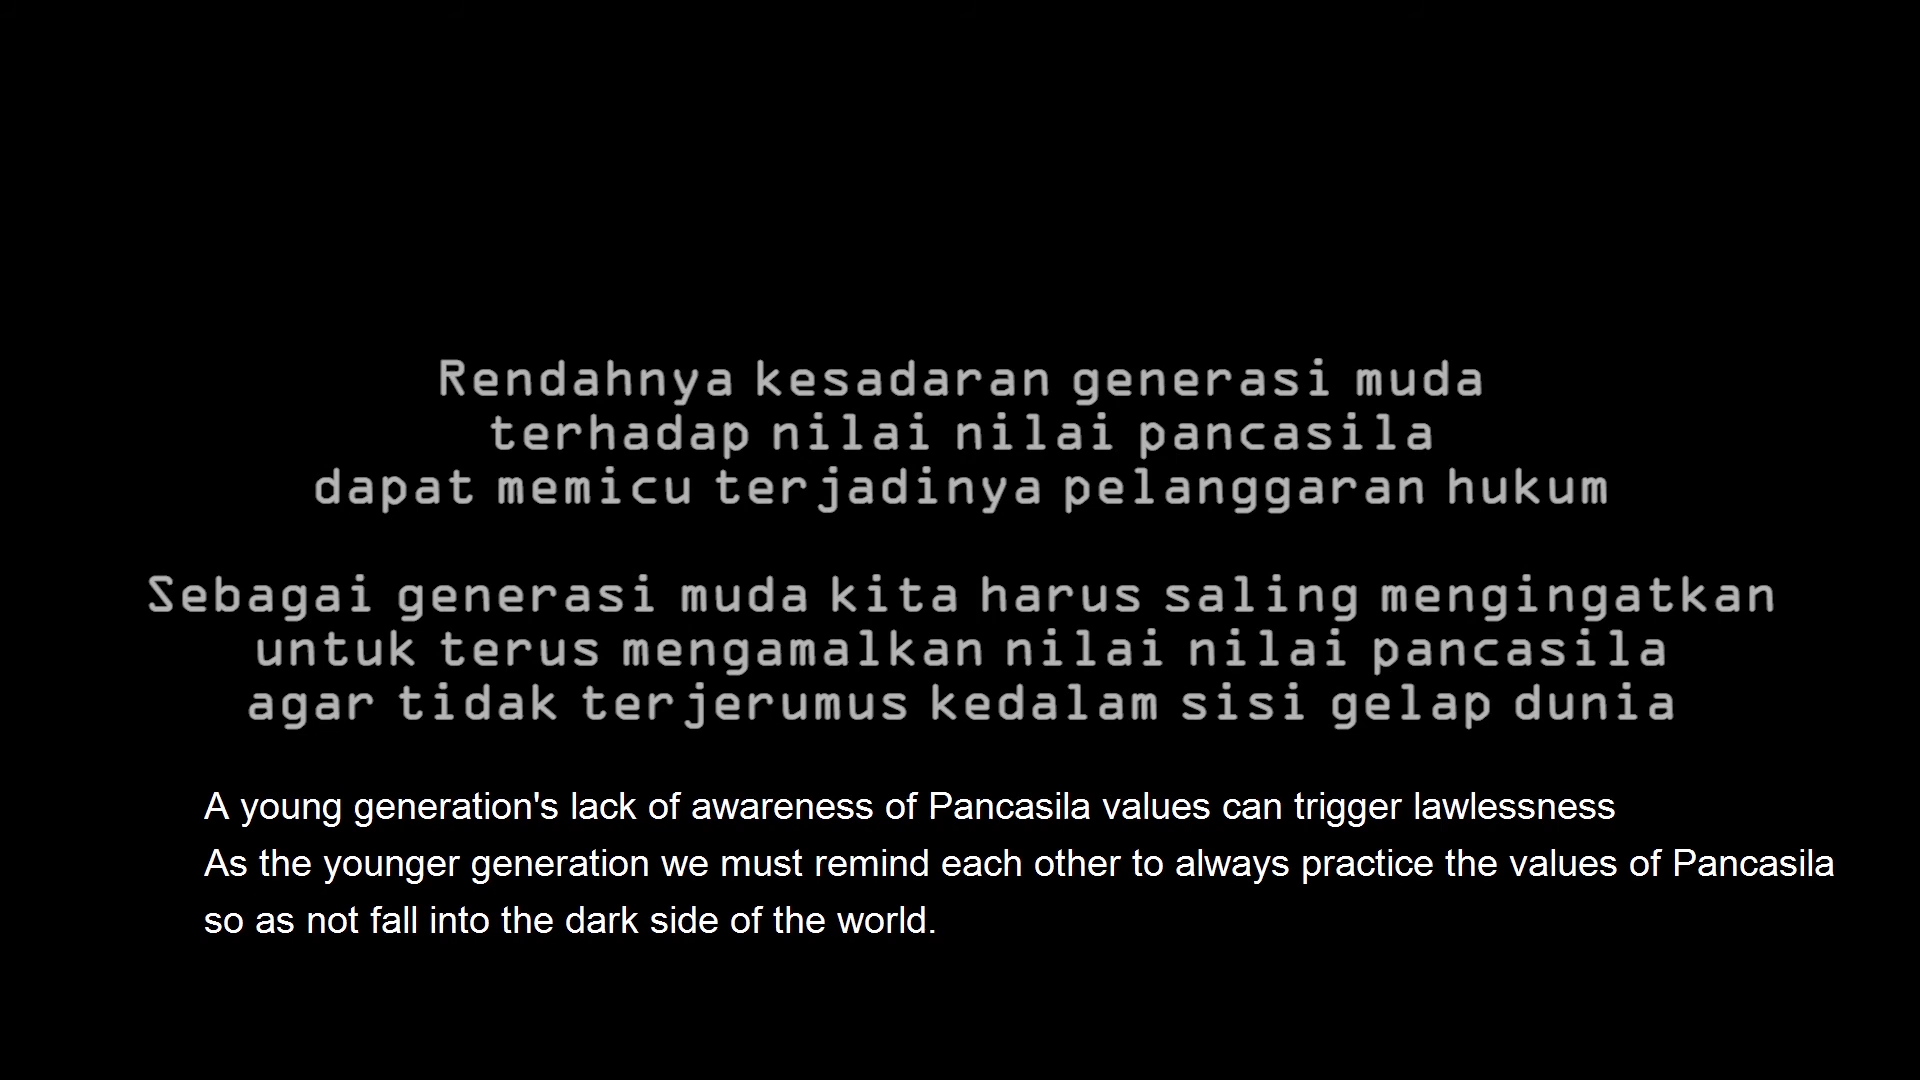 Rendahnya kesadaran generasi muda
terhadap nilai nilai pancasila
dapat memicu terjadinya pelanggaran hukum
Sebagai generasi muda kita harus saling mengingatkan
untuk terus mengamalkan nilai nilai pancasila
agar tidak terjerumus kedalam sisi gelap dunia
A young generation's lack of awareness of Pancasila values can trigger lawlessness
As the younger generation we must remind each other to always practice the values of Pancasila
so as not fall into the dark side of the world.